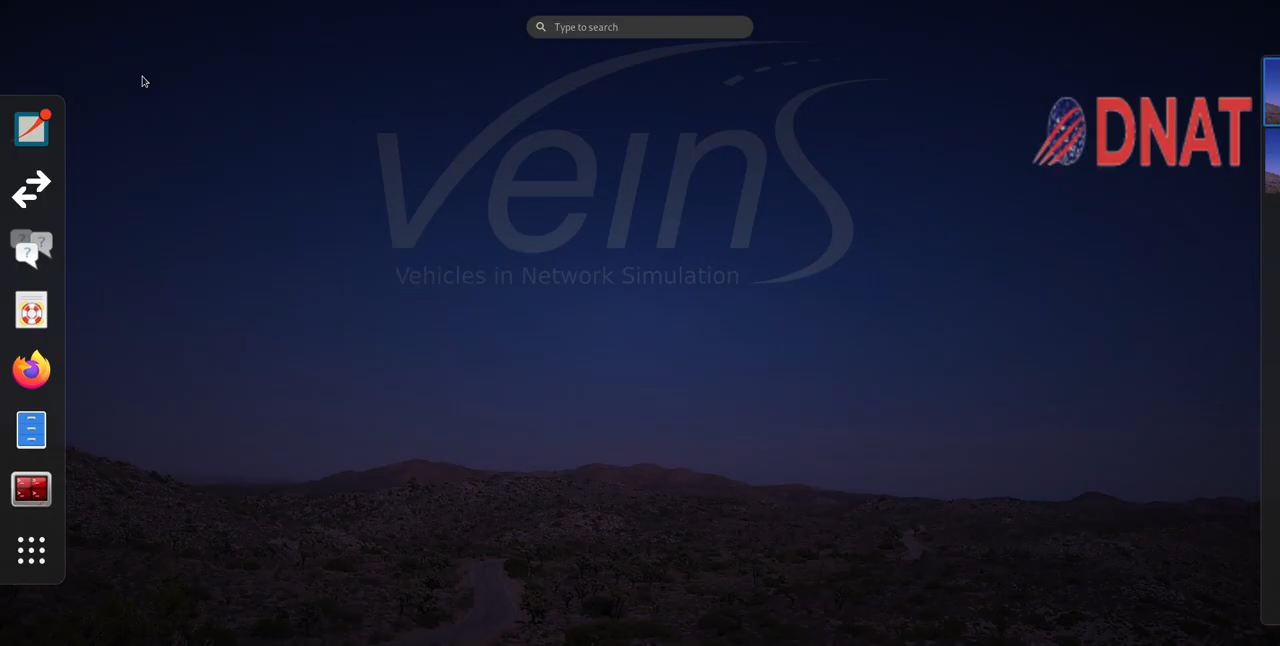 Type to search
veins
Vehicles in Network Simulation
DNAT